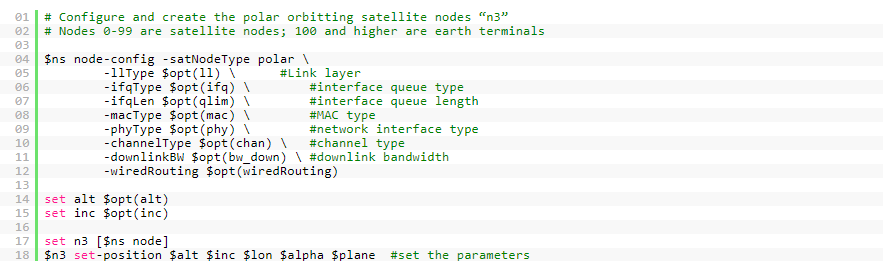 01 # Configure and create the polar orbitting satellite nodes “n3”
02 # Nodes 0-99 are satellite nodes; 100 and higher are earth terminals
03
04 $ns node-config -satNodeType polar \
05 -llType $opt(ll) \ #Link layer
06 -ifqType $opt(ifq) \ #interface queue type
07 -ifqLen $opt(qlim) \ #interface queue length
08 -macType $opt(mac) \ #MAC type
09 -phyType $opt(phy) \ #network interface type
10 -channelType $opt(chan) \ #channel type
11 -downlinkBW $opt(bw_down) \ #downlink bandwidth
12 -wiredRouting $opt(wiredRouting)
13
14 set alt $opt(alt)
15 set inc $opt(inc)
16
17 set n3 [$ns node]
18 $n3 set-position $alt $inc $lon $alpha $plane #set the parameters